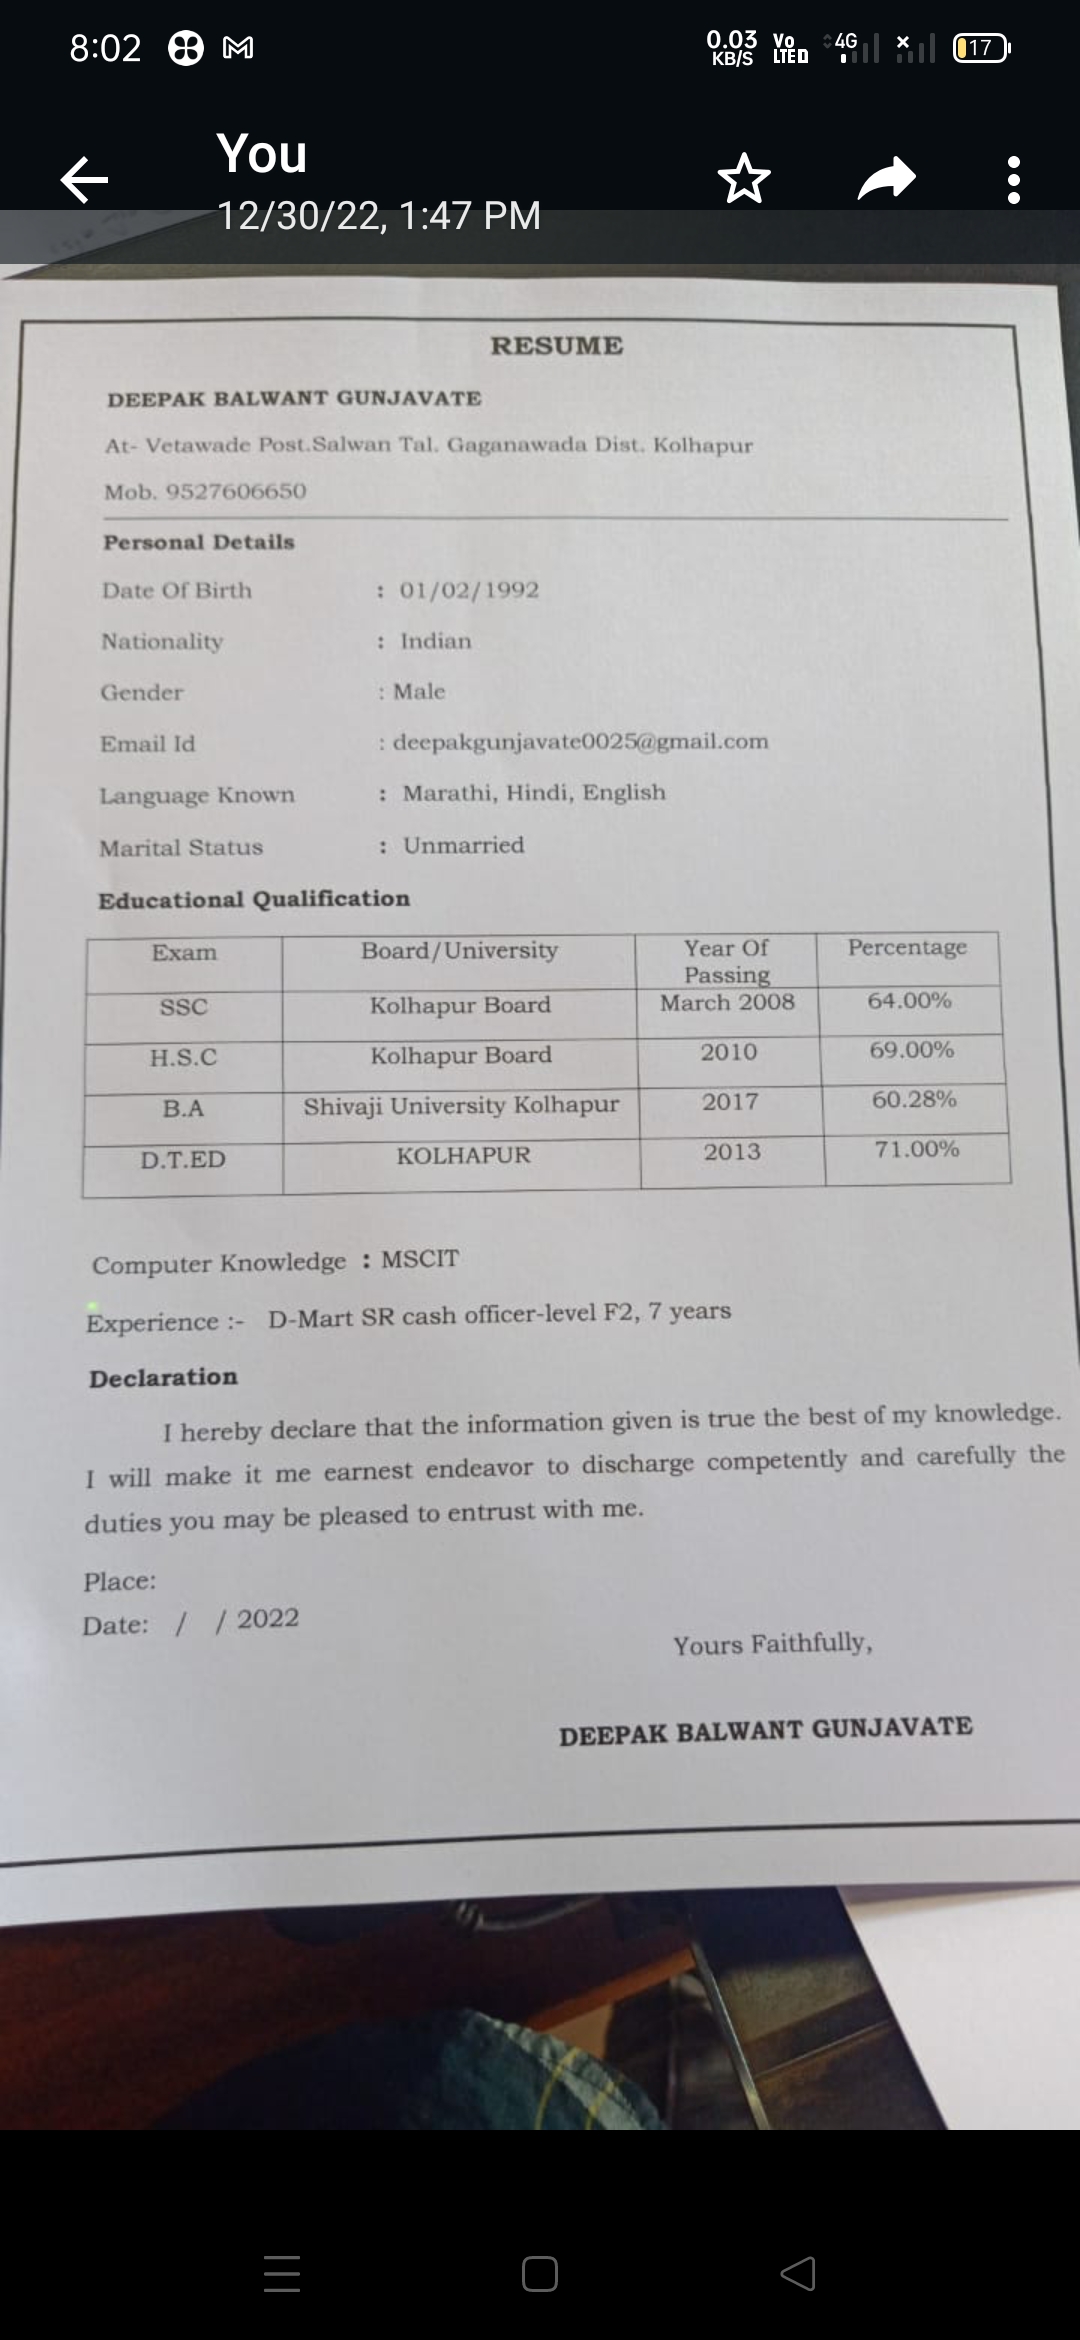 8:02
0.03 KB/S Vo LTE 4G 17
You
12/30/22, 1:47 PM
RESUME
DEEPAK BALWANT GUNJAVATE
At- Vetawade Post.Salwan Tal. Gaganawada Dist. Kolhapur
Mob. 9527606650
Personal Details
Date Of Birth : 01/02/1992
Nationality : Indian
Gender : Male
Email Id : deepakgunjavate0025@gmail.com
Language Known : Marathi, Hindi, English
Marital Status : Unmarried
Educational Qualification
Exam Board/University Year Of Passing Percentage
SSC Kolhapur Board March 2008 64.00%
H.S.C Kolhapur Board 2010 69.00%
B.A Shivaji University Kolhapur 2017 60.28%
D.T.ED KOLHAPUR 2013 71.00%
Computer Knowledge : MSCIT
Experience :- D-Mart SR cash officer-level F2, 7 years
Declaration
I hereby declare that the information given is true the best of my knowledge.
I will make it me earnest endeavor to discharge competently and carefully the
duties you may be pleased to entrust with me.
Place:
Date: / / 2022
Yours Faithfully,
DEEPAK BALWANT GUNJAVATE